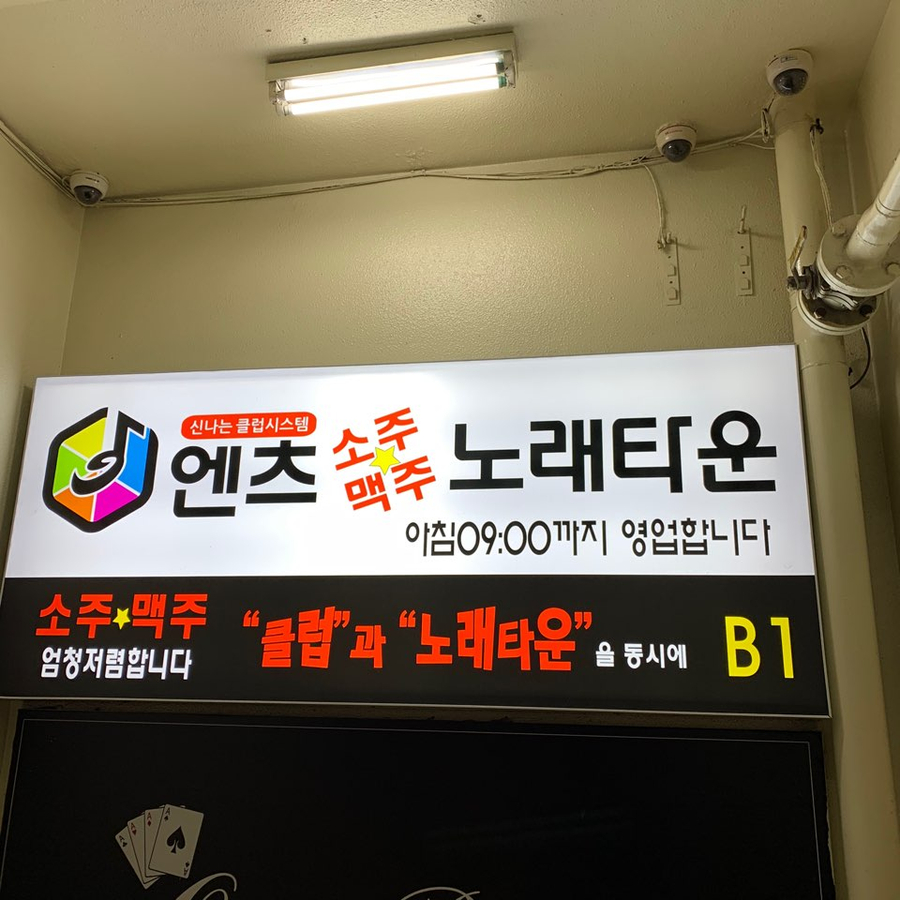 신나는 클럽시스템
엔츠 소주★맥주 노래타운
아침09:00까지 영업합니다
소주★맥주
엄청저렴합니다
“클럽”과 “노래타운”을 동시에
B1
A A A A